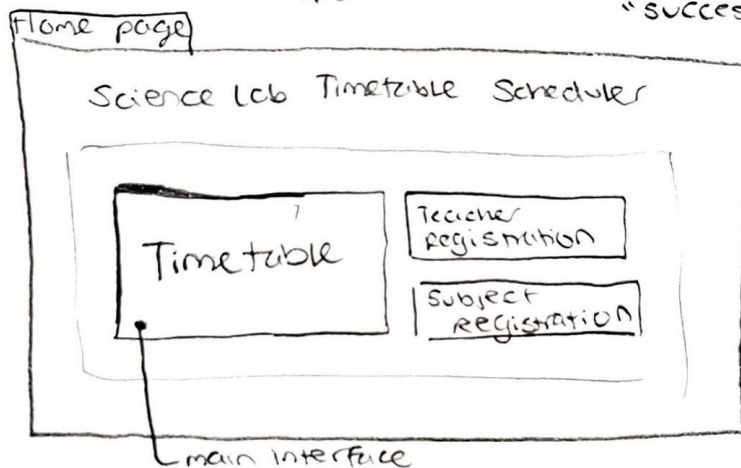 "succes
Home page
Science Lab Timetable Scheduler
Timetable
Teacher
Registration
Subject
Registration
main interface